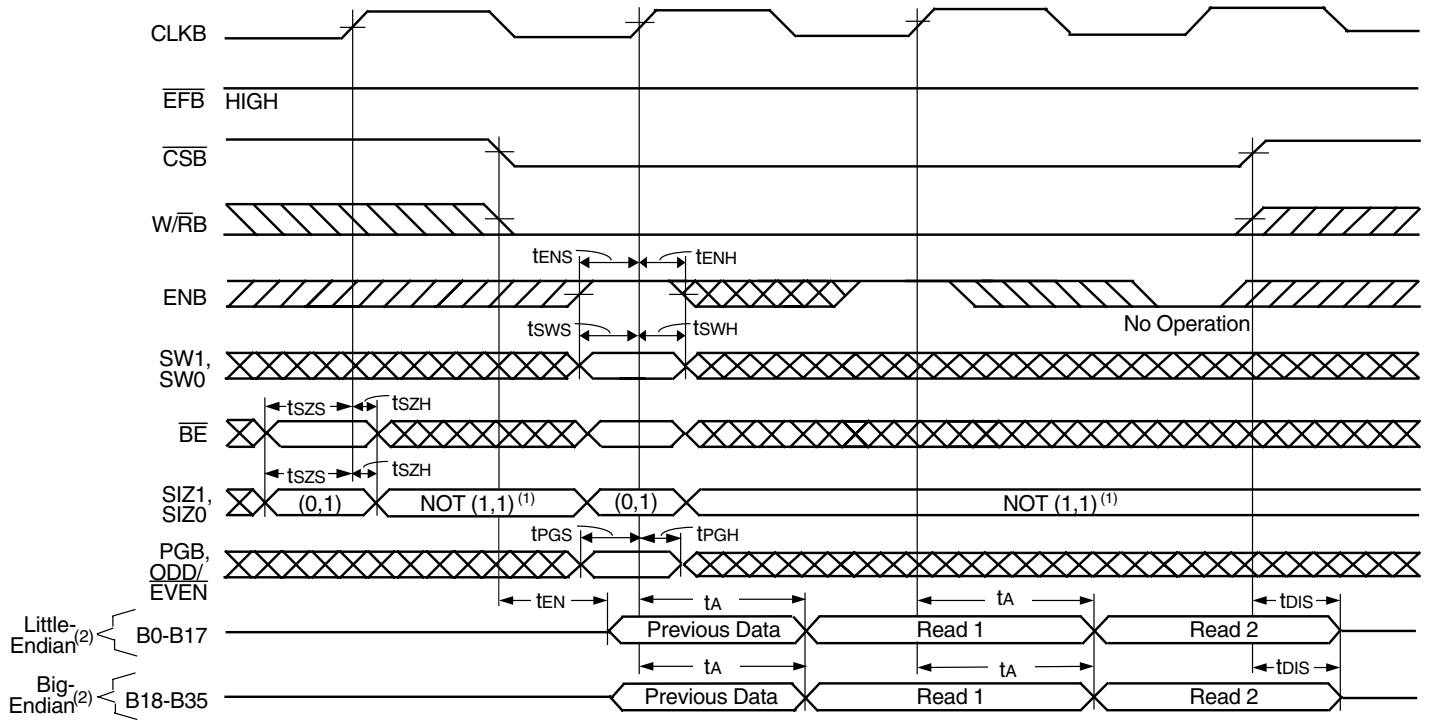 CLKB
EFB HIGH
CSB
W/RB
tENS tENH
ENB
No Operation
tSWS tSWH
SW1,
SW0
tSZS tSZH
BE
tSZS tSZH
SIZ1,
SIZ0
(0,1) NOT (1,1) (1) (0,1) NOT (1,1) (1)
tPGS tPGH
PGB,
ODD/
EVEN
tEN tA tA tDIS
Little-
Endian(2) B0-B17 Previous Data Read 1 Read 2
tA tA tDIS
Big-
Endian(2) B18-B35 Previous Data Read 1 Read 2